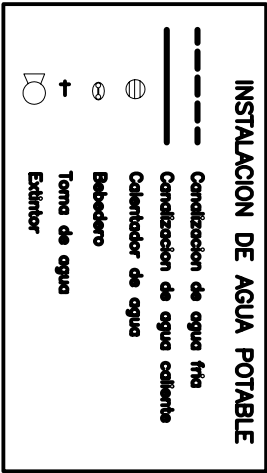 INSTALACION DE AGUA POTABLE
Canalizacion de agua fria
Canalizacion de agua caliente
Calentador de agua
Bebedero
Toma de agua
Extintor